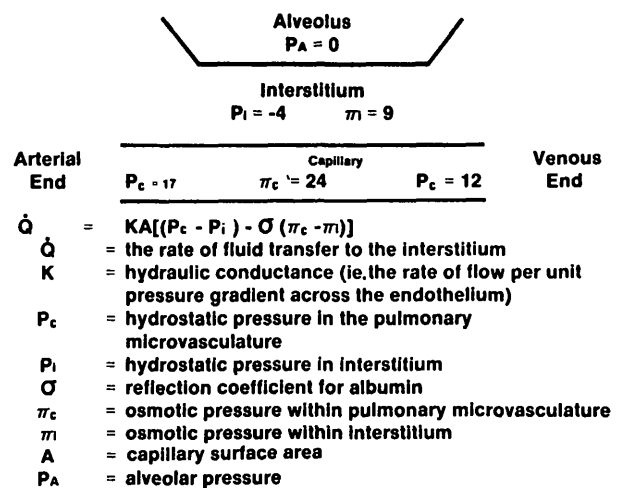 Alveolus
PA = 0
Interstitium
Pi = -4 πi = 9
Arterial End
Capillary
Venous End
Pc = 17 πc = 24 Pc = 12
Q̇ = KA[(Pc - Pi) - σ (πc - πi)]
Q̇ = the rate of fluid transfer to the interstitium
K = hydraulic conductance (ie.the rate of flow per unit
pressure gradient across the endothelium)
Pc = hydrostatic pressure in the pulmonary
microvasculature
Pi = hydrostatic pressure in interstitium
σ = reflection coefficient for albumin
πc = osmotic pressure within pulmonary microvasculature
πi = osmotic pressure within interstitium
A = capillary surface area
PA = alveolar pressure